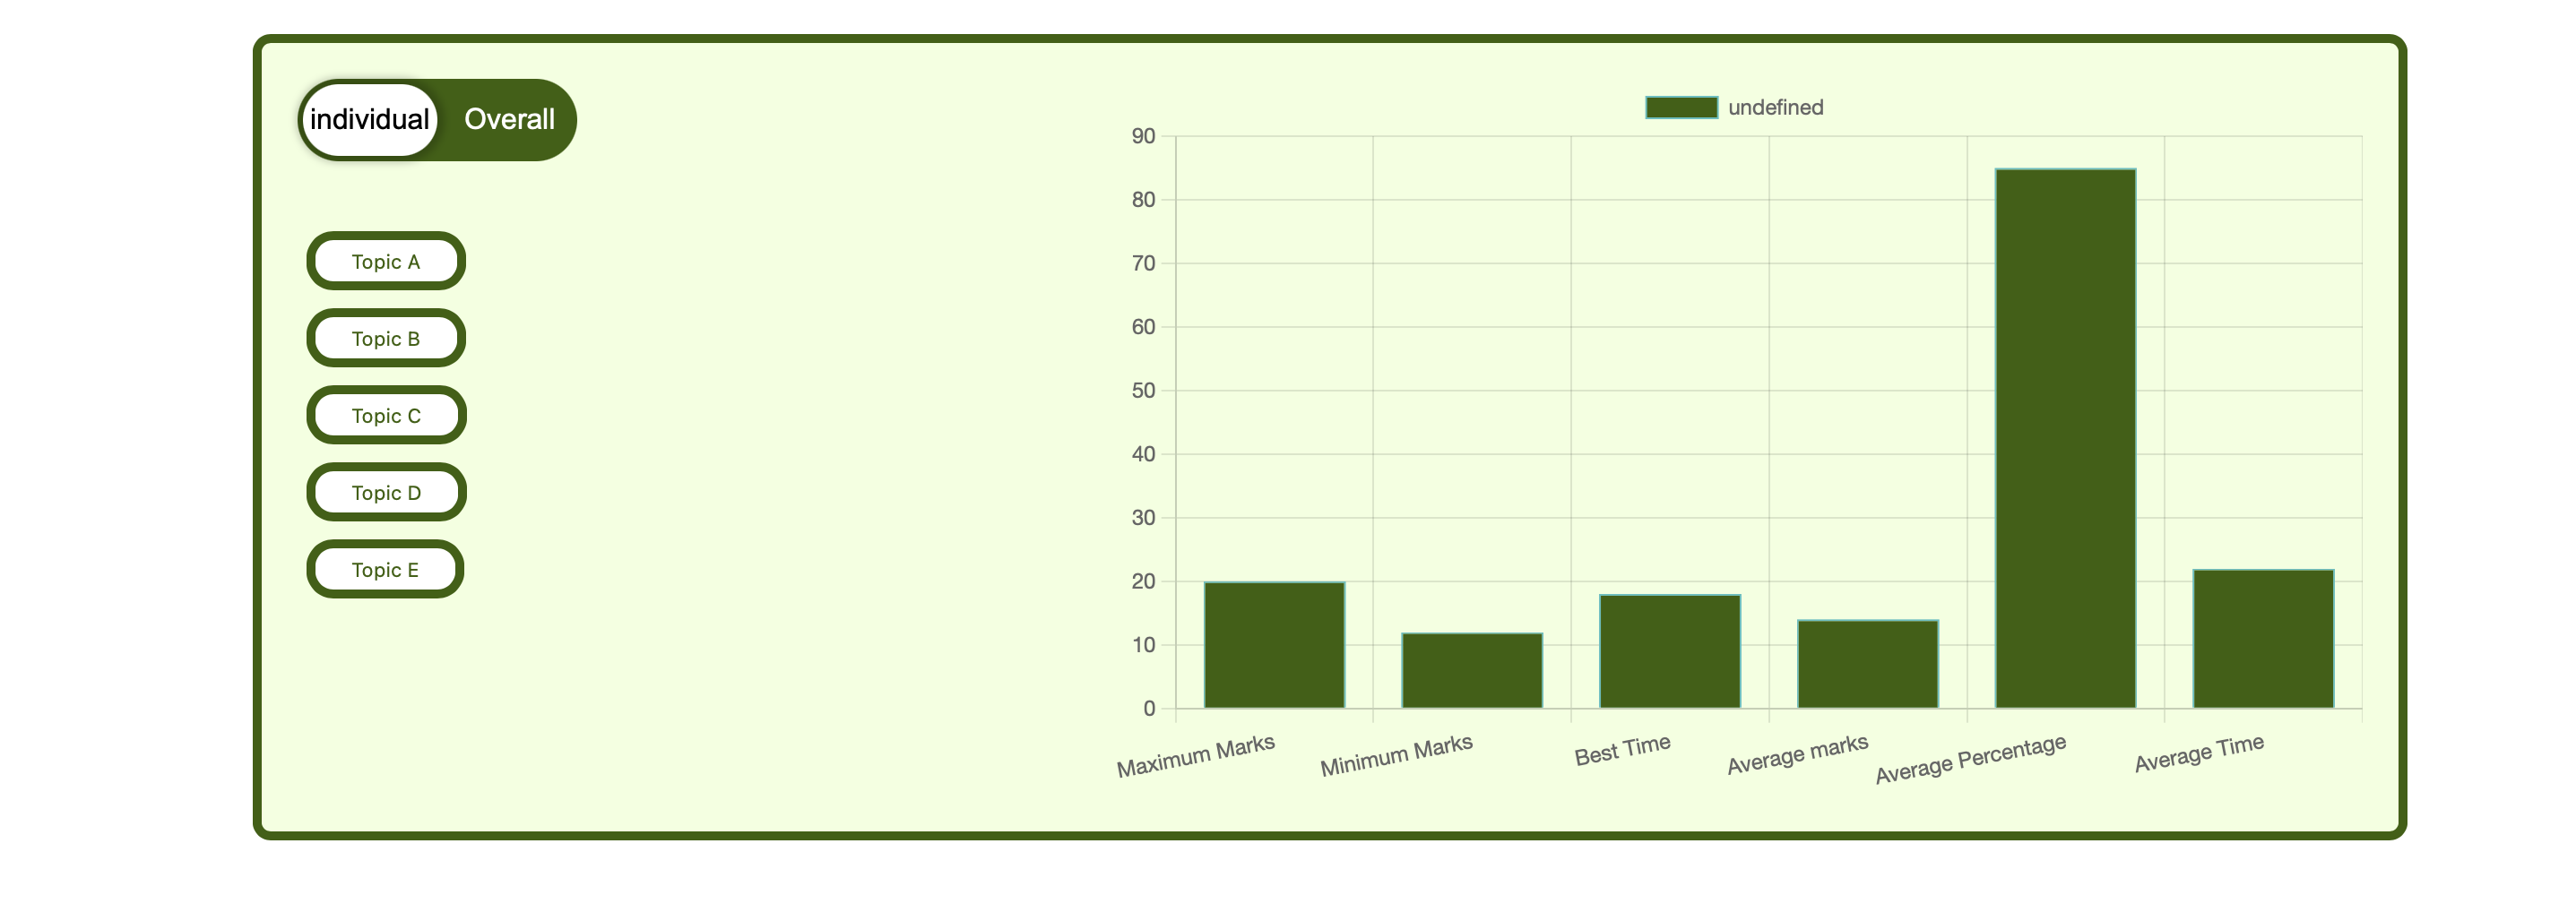 individual Overall
Topic A
Topic B
Topic C
Topic D
Topic E
undefined
90
80
70
60
50
40
30
20
10
0
Maximum Marks
Minimum Marks
Best Time
Average marks
Average Percentage
Average Time